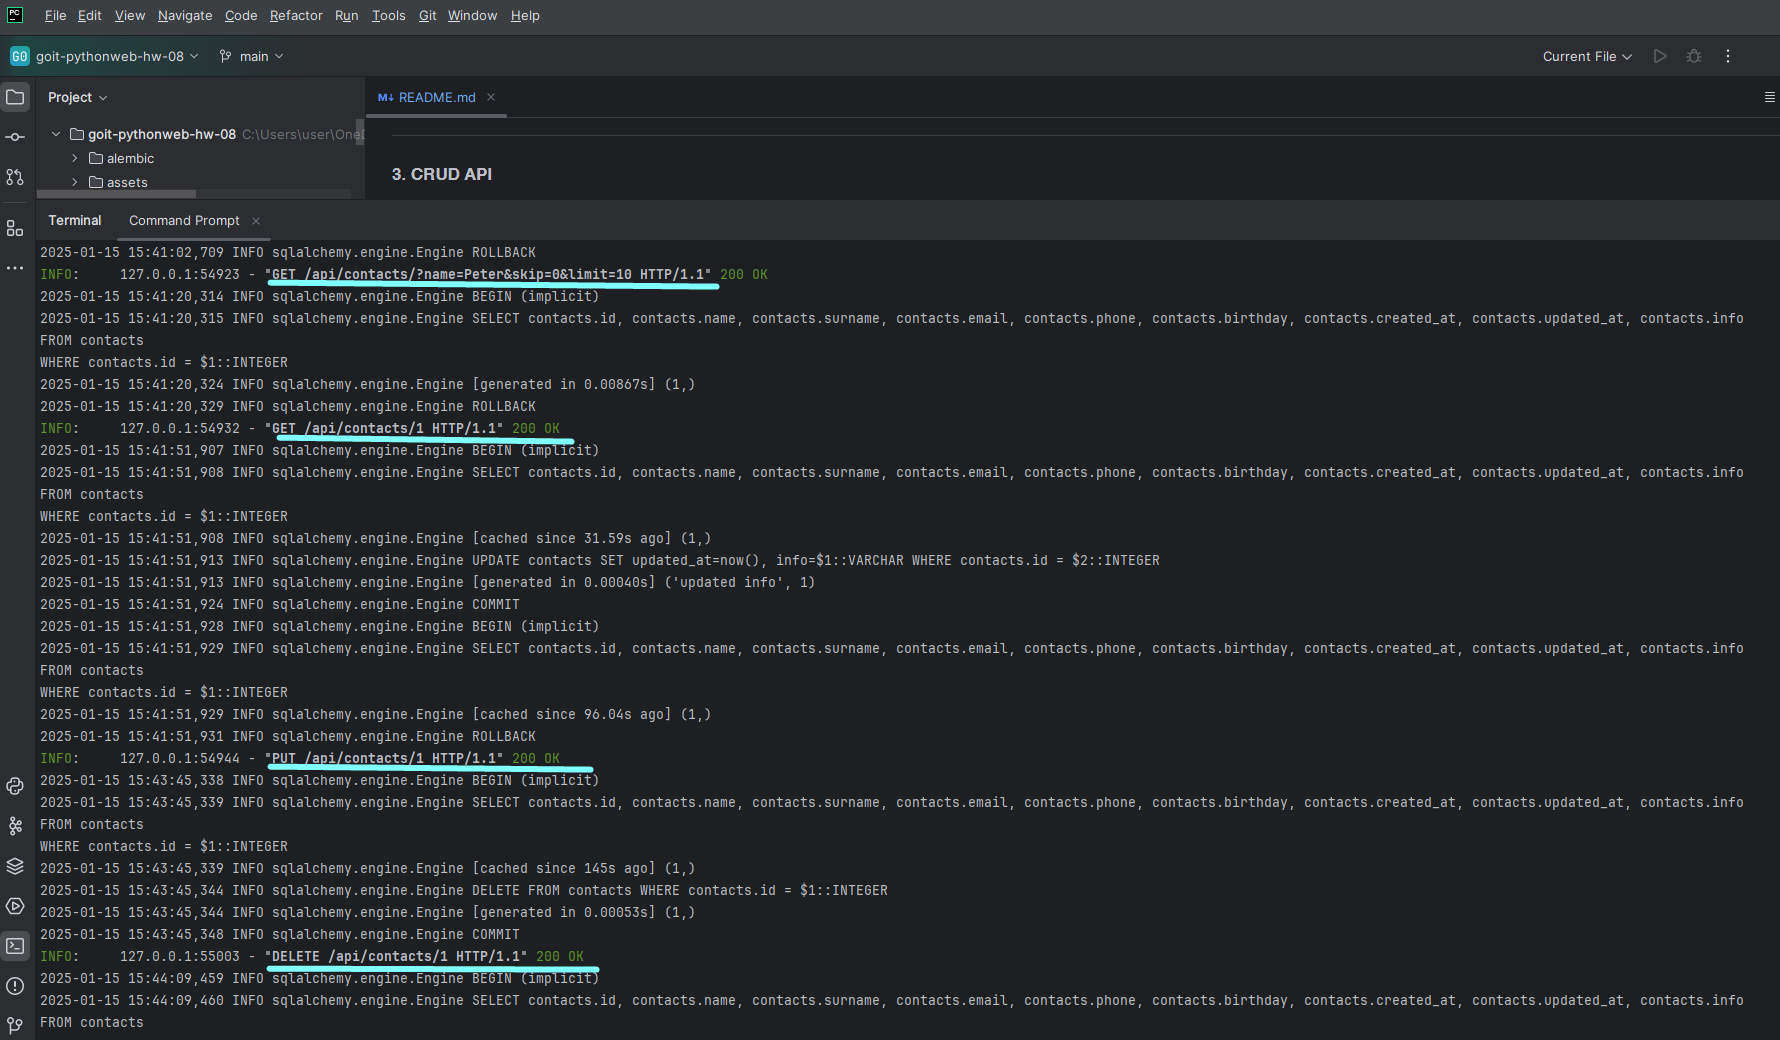 PC
File Edit View Navigate Code Refactor Run Tools Git Window Help
GO goit-pythonweb-hw-08 main Current File
Project
M↓ README.md
goit-pythonweb-hw-08 C:\Users\user\OneD
alembic
assets
3. CRUD API
Terminal Command Prompt
2025-01-15 15:41:02,709 INFO sqlalchemy.engine.Engine ROLLBACK
INFO: 127.0.0.1:54923 - "GET /api/contacts/?name=Peter&skip=0&limit=10 HTTP/1.1" 200 OK
2025-01-15 15:41:20,314 INFO sqlalchemy.engine.Engine BEGIN (implicit)
2025-01-15 15:41:20,315 INFO sqlalchemy.engine.Engine SELECT contacts.id, contacts.name, contacts.surname, contacts.email, contacts.phone, contacts.birthday, contacts.created_at, contacts.updated_at, contacts.info
FROM contacts
WHERE contacts.id = $1::INTEGER
2025-01-15 15:41:20,324 INFO sqlalchemy.engine.Engine [generated in 0.00867s] (1,)
2025-01-15 15:41:20,329 INFO sqlalchemy.engine.Engine ROLLBACK
INFO: 127.0.0.1:54932 - "GET /api/contacts/1 HTTP/1.1" 200 OK
2025-01-15 15:41:51,907 INFO sqlalchemy.engine.Engine BEGIN (implicit)
2025-01-15 15:41:51,908 INFO sqlalchemy.engine.Engine SELECT contacts.id, contacts.name, contacts.surname, contacts.email, contacts.phone, contacts.birthday, contacts.created_at, contacts.updated_at, contacts.info
FROM contacts
WHERE contacts.id = $1::INTEGER
2025-01-15 15:41:51,908 INFO sqlalchemy.engine.Engine [cached since 31.59s ago] (1,)
2025-01-15 15:41:51,913 INFO sqlalchemy.engine.Engine UPDATE contacts SET updated_at=now(), info=$1::VARCHAR WHERE contacts.id = $2::INTEGER
2025-01-15 15:41:51,913 INFO sqlalchemy.engine.Engine [generated in 0.00040s] ('updated info', 1)
2025-01-15 15:41:51,924 INFO sqlalchemy.engine.Engine COMMIT
2025-01-15 15:41:51,928 INFO sqlalchemy.engine.Engine BEGIN (implicit)
2025-01-15 15:41:51,929 INFO sqlalchemy.engine.Engine SELECT contacts.id, contacts.name, contacts.surname, contacts.email, contacts.phone, contacts.birthday, contacts.created_at, contacts.updated_at, contacts.info
FROM contacts
WHERE contacts.id = $1::INTEGER
2025-01-15 15:41:51,929 INFO sqlalchemy.engine.Engine [cached since 96.04s ago] (1,)
2025-01-15 15:41:51,931 INFO sqlalchemy.engine.Engine ROLLBACK
INFO: 127.0.0.1:54944 - "PUT /api/contacts/1 HTTP/1.1" 200 OK
2025-01-15 15:43:45,338 INFO sqlalchemy.engine.Engine BEGIN (implicit)
2025-01-15 15:43:45,339 INFO sqlalchemy.engine.Engine SELECT contacts.id, contacts.name, contacts.surname, contacts.email, contacts.phone, contacts.birthday, contacts.created_at, contacts.updated_at, contacts.info
FROM contacts
WHERE contacts.id = $1::INTEGER
2025-01-15 15:43:45,339 INFO sqlalchemy.engine.Engine [cached since 145s ago] (1,)
2025-01-15 15:43:45,344 INFO sqlalchemy.engine.Engine DELETE FROM contacts WHERE contacts.id = $1::INTEGER
2025-01-15 15:43:45,344 INFO sqlalchemy.engine.Engine [generated in 0.00053s] (1,)
2025-01-15 15:43:45,348 INFO sqlalchemy.engine.Engine COMMIT
INFO: 127.0.0.1:55003 - "DELETE /api/contacts/1 HTTP/1.1" 200 OK
2025-01-15 15:44:09,459 INFO sqlalchemy.engine.Engine BEGIN (implicit)
2025-01-15 15:44:09,460 INFO sqlalchemy.engine.Engine SELECT contacts.id, contacts.name, contacts.surname, contacts.email, contacts.phone, contacts.birthday, contacts.created_at, contacts.updated_at, contacts.info
FROM contacts